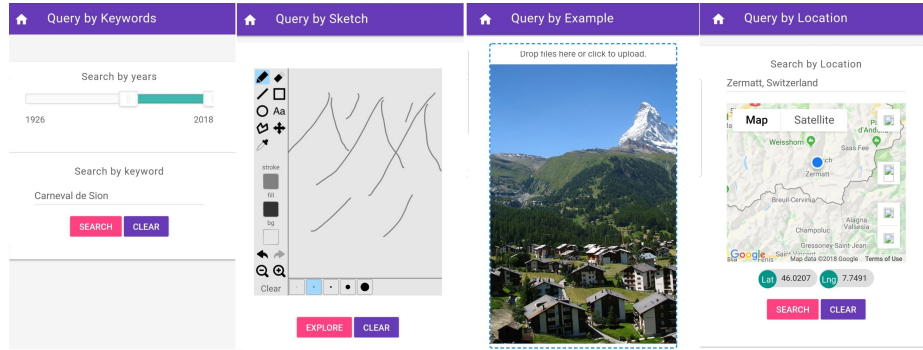 Query by Keywords
Search by years
1926 2018
Search by keyword
Carneval de Sion
SEARCH CLEAR
Query by Sketch
Aa
stroke
fill
bg
Clear
EXPLORE CLEAR
Query by Example
Drop files here or click to upload.
Query by Location
Search by Location
Zermatt, Switzerland
Map Satellite
Weisshorn
Saas Fee
Zermatt
Breuil-Cervinia
Alagna
Valsesia
Champoluc
Gressoney-Saint-Jean
Google
Map data ©2018 Google Terms of Use
Lat 46.0207 Lng 7.7491
SEARCH CLEAR